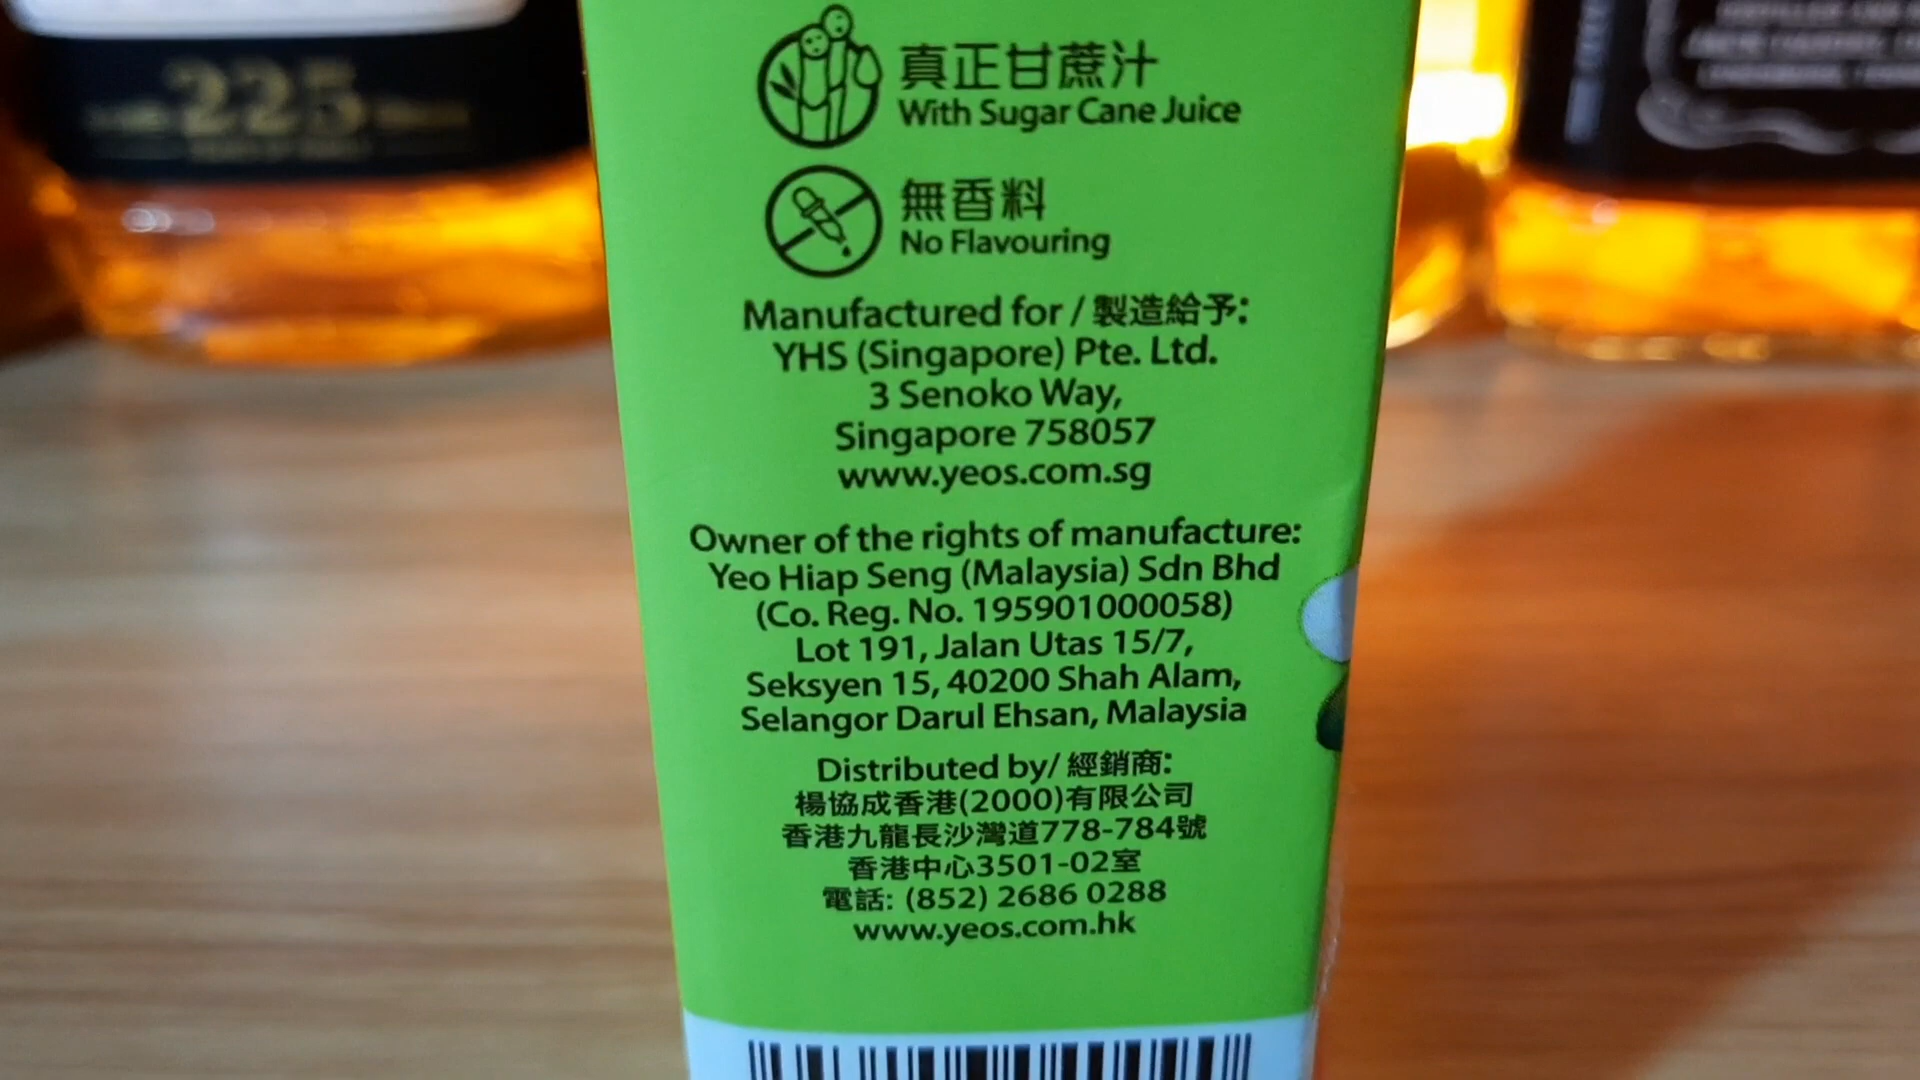 225
真正甘蔗汁
With Sugar Cane Juice
無香料
No Flavouring
Manufactured for / 製造給予:
YHS (Singapore) Pte. Ltd.
3 Senoko Way,
Singapore 758057
www.yeos.com.sg
Owner of the rights of manufacture:
Yeo Hiap Seng (Malaysia) Sdn Bhd
(Co. Reg. No. 195901000058)
Lot 191, Jalan Utas 15/7,
Seksyen 15, 40200 Shah Alam,
Selangor Darul Ehsan, Malaysia
Distributed by/ 經銷商:
楊協成香港(2000)有限公司
香港九龍長沙灣道778-784號
香港中心3501-02室
電話: (852) 2686 0288
www.yeos.com.hk